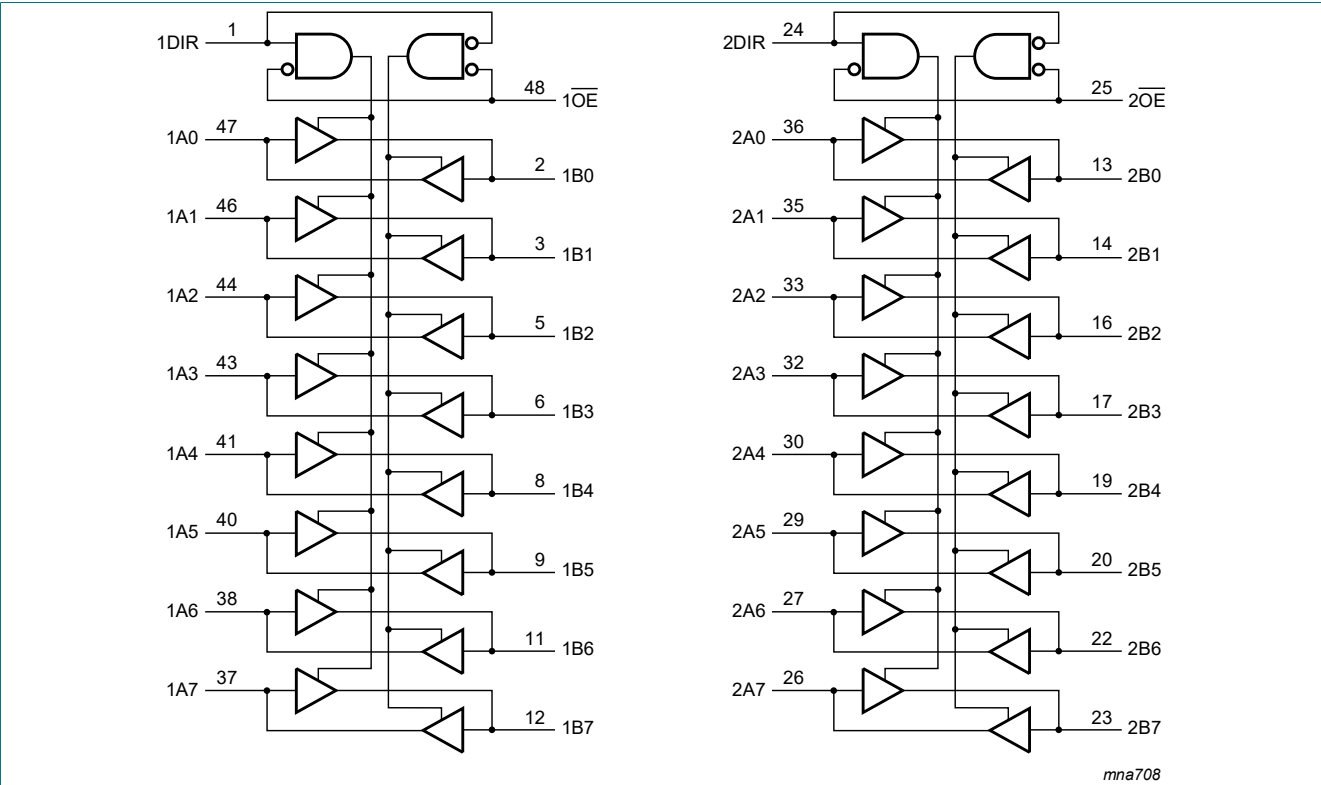 1DIR 1
48 1OE̅
1A0 47
2 1B0
1A1 46
3 1B1
1A2 44
5 1B2
1A3 43
6 1B3
1A4 41
8 1B4
1A5 40
9 1B5
1A6 38
11 1B6
1A7 37
12 1B7
2DIR 24
25 2OE̅
2A0 36
13 2B0
2A1 35
14 2B1
2A2 33
16 2B2
2A3 32
17 2B3
2A4 30
19 2B4
2A5 29
20 2B5
2A6 27
22 2B6
2A7 26
23 2B7
mna708